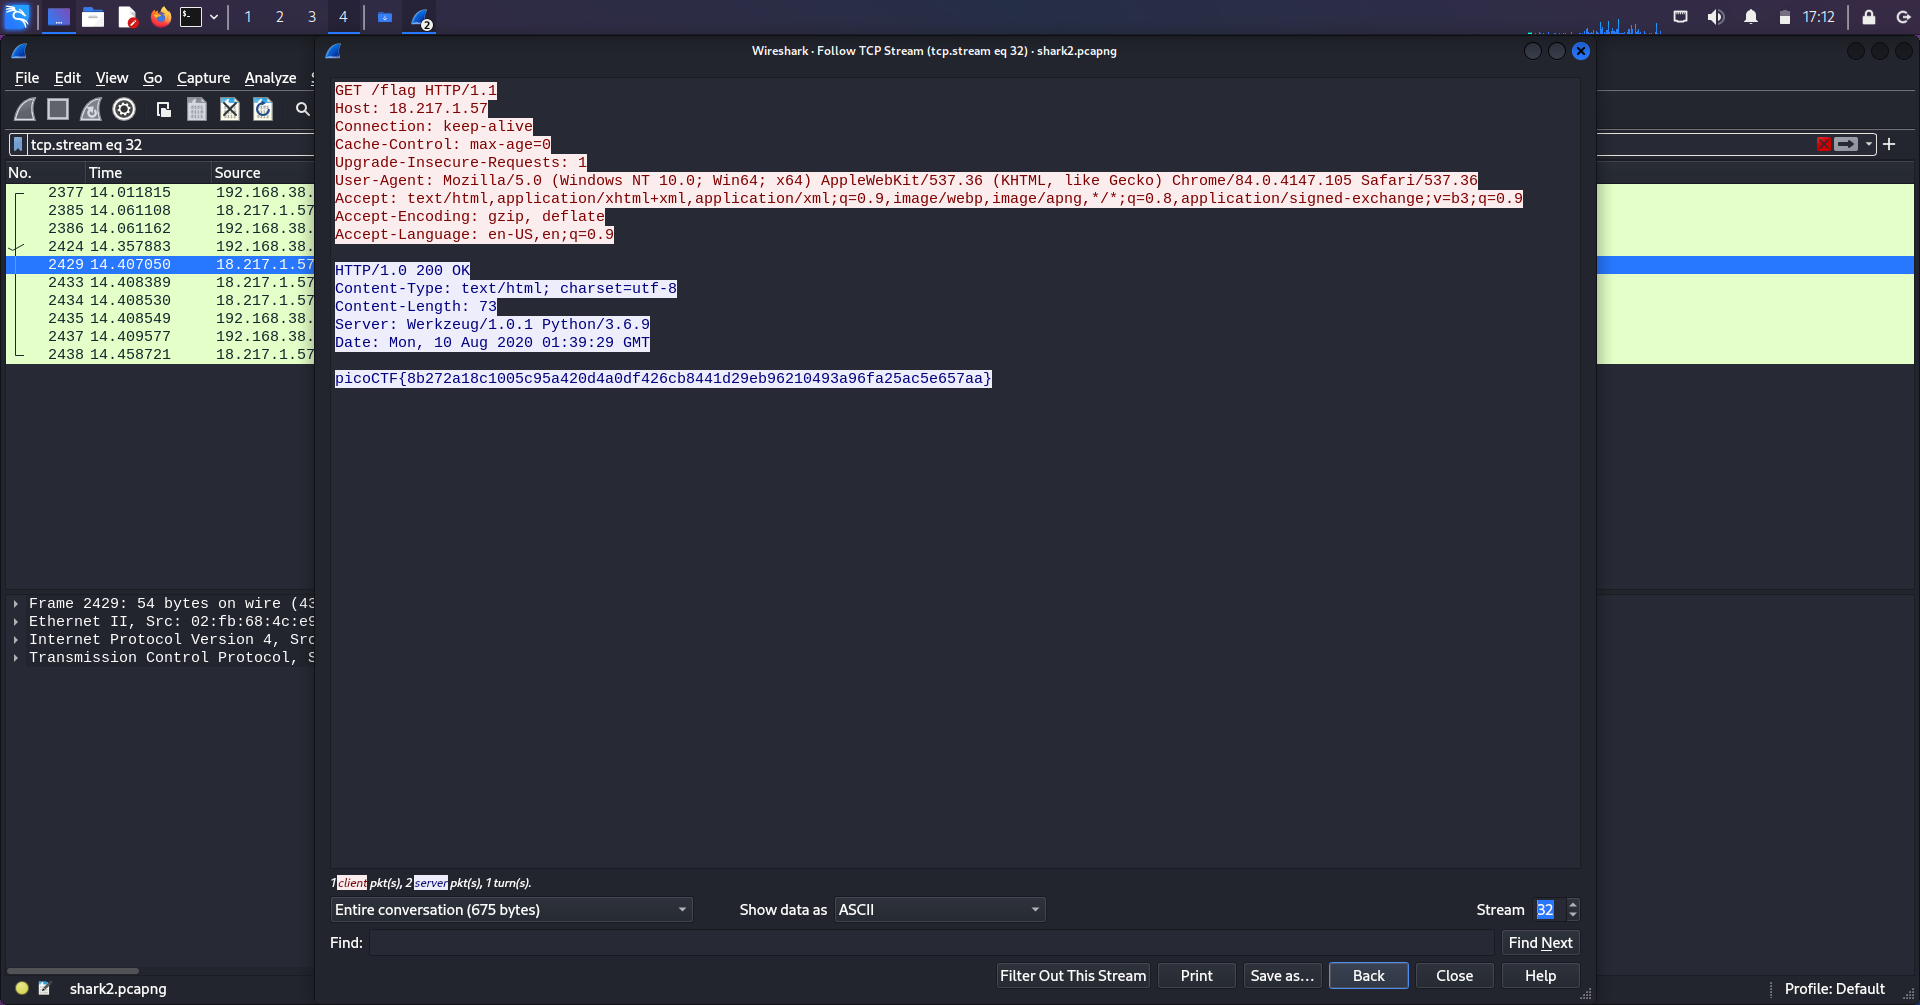 1 2 3 4 2 17:12
Wireshark · Follow TCP Stream (tcp.stream eq 32) · shark2.pcapng
File Edit View Go Capture Analyze
tcp.stream eq 32
No. Time Source
2377 14.011815 192.168.38.
2385 14.061108 18.217.1.57
2386 14.061162 192.168.38.
2424 14.357883 192.168.38.
2429 14.407050 18.217.1.57
2433 14.408389 18.217.1.57
2434 14.408530 18.217.1.57
2435 14.408549 192.168.38.
2437 14.409577 192.168.38.
2438 14.458721 18.217.1.57
Frame 2429: 54 bytes on wire (43
Ethernet II, Src: 02:fb:68:4c:e9
Internet Protocol Version 4, Src
Transmission Control Protocol, S
GET /flag HTTP/1.1
Host: 18.217.1.57
Connection: keep-alive
Cache-Control: max-age=0
Upgrade-Insecure-Requests: 1
User-Agent: Mozilla/5.0 (Windows NT 10.0; Win64; x64) AppleWebKit/537.36 (KHTML, like Gecko) Chrome/84.0.4147.105 Safari/537.36
Accept: text/html,application/xhtml+xml,application/xml;q=0.9,image/webp,image/apng,*/*;q=0.8,application/signed-exchange;v=b3;q=0.9
Accept-Encoding: gzip, deflate
Accept-Language: en-US,en;q=0.9
HTTP/1.0 200 OK
Content-Type: text/html; charset=utf-8
Content-Length: 73
Server: Werkzeug/1.0.1 Python/3.6.9
Date: Mon, 10 Aug 2020 01:39:29 GMT
picoCTF{8b272a18c1005c95a420d4a0df426cb8441d29eb96210493a96fa25ac5e657aa}
1 client pkt(s), 2 server pkt(s), 1 turn(s).
Entire conversation (675 bytes) Show data as ASCII Stream 32
Find: Find Next
Filter Out This Stream Print Save as… Back Close Help
shark2.pcapng Profile: Default